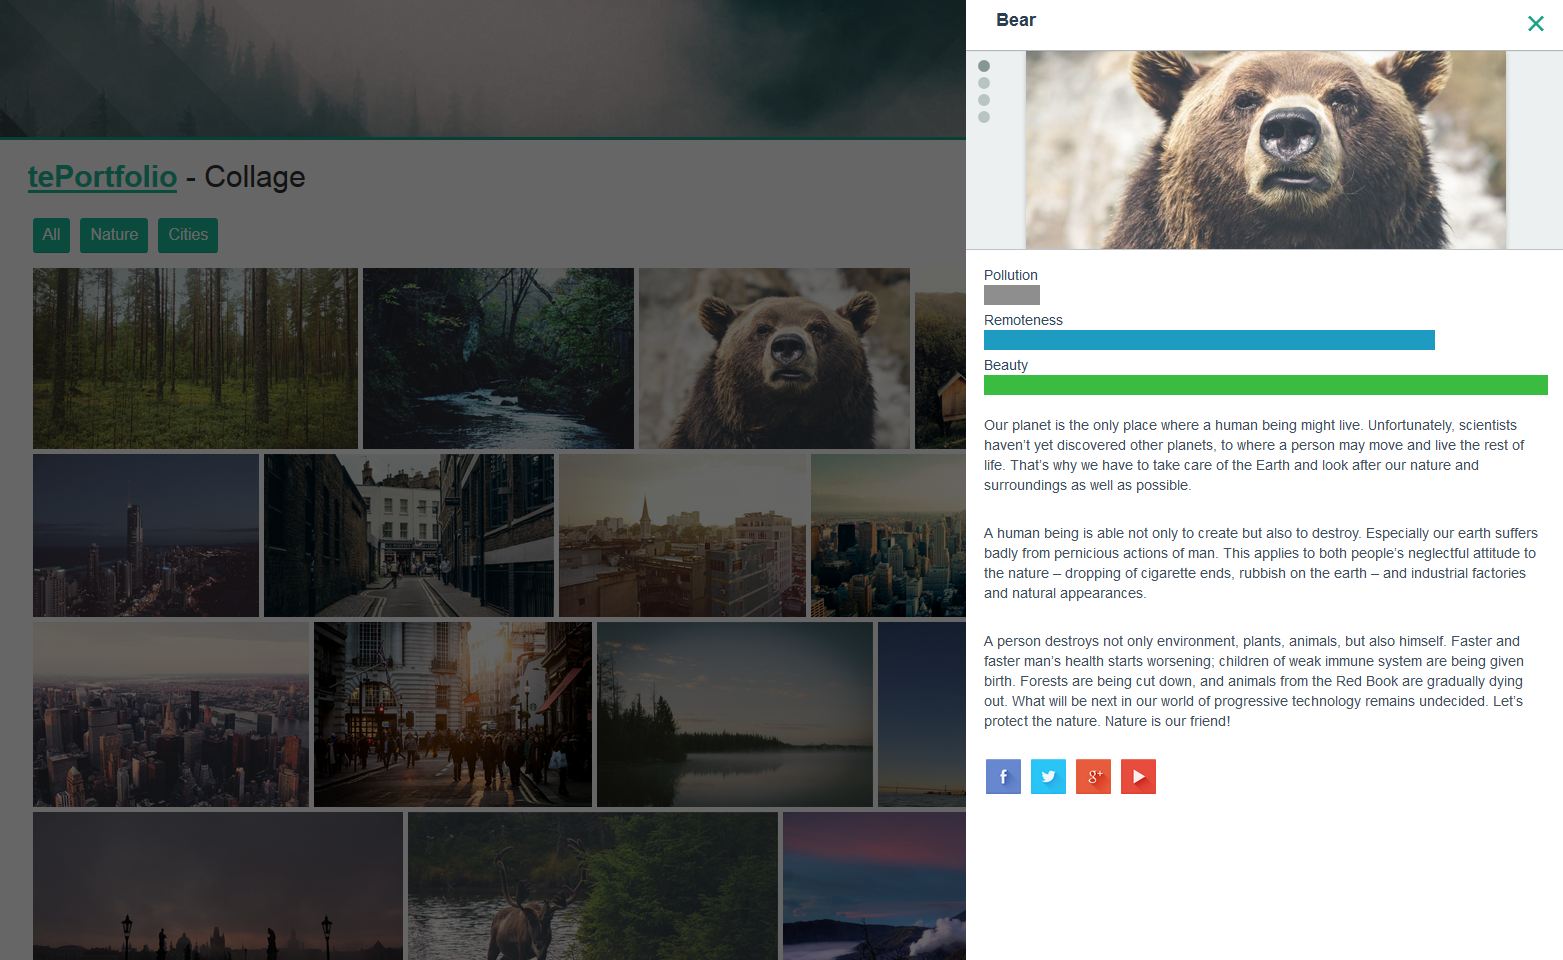 Bear
tePortfolio - Collage
All
Nature
Cities
Pollution
Remoteness
Beauty
Our planet is the only place where a human being might live. Unfortunately, scientists
haven’t yet discovered other planets, to where a person may move and live the rest of
life. That’s why we have to take care of the Earth and look after our nature and
surroundings as well as possible.
A human being is able not only to create but also to destroy. Especially our earth suffers
badly from pernicious actions of man. This applies to both people’s neglectful attitude to
the nature – dropping of cigarette ends, rubbish on the earth – and industrial factories
and natural appearances.
A person destroys not only environment, plants, animals, but also himself. Faster and
faster man’s health starts worsening; children of weak immune system are being given
birth. Forests are being cut down, and animals from the Red Book are gradually dying
out. What will be next in our world of progressive technology remains undecided. Let’s
protect the nature. Nature is our friend!